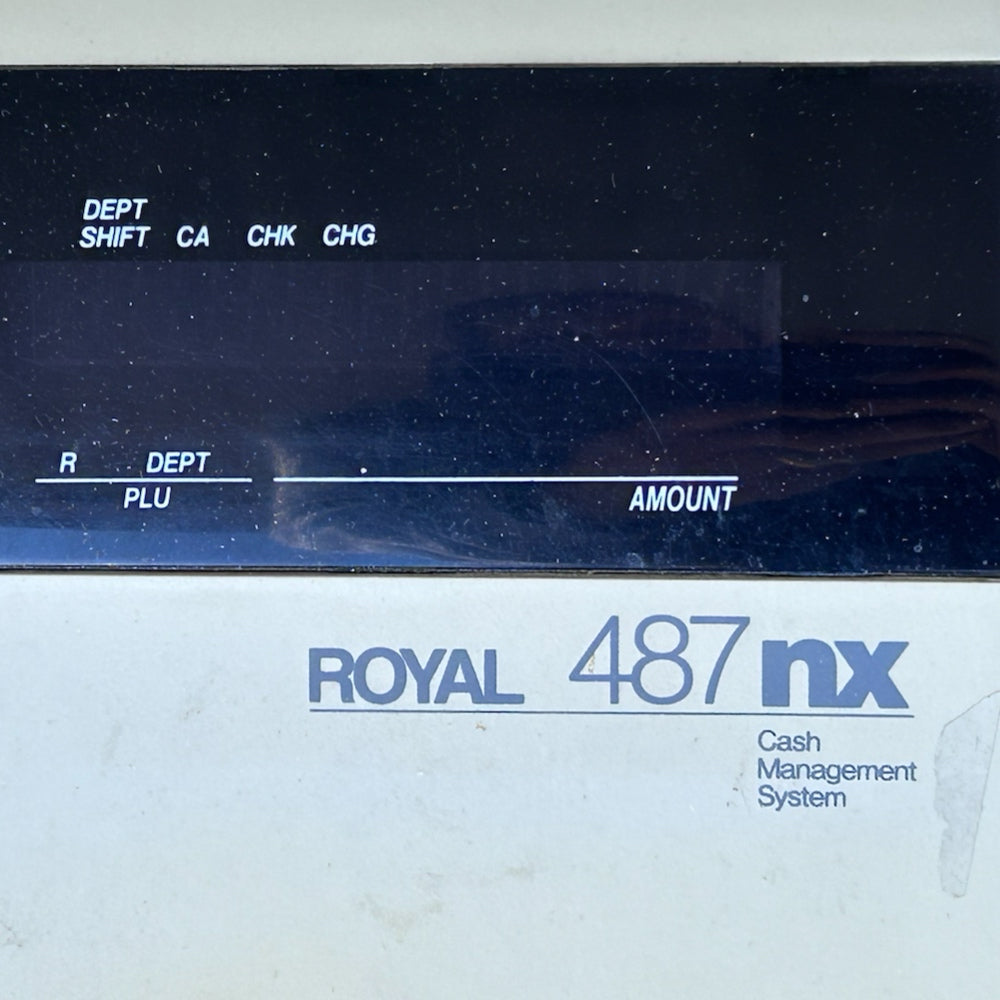 DEPT
SHIFT CA CHK CHG
R DEPT
PLU AMOUNT
ROYAL 487nx
Cash
Management
System